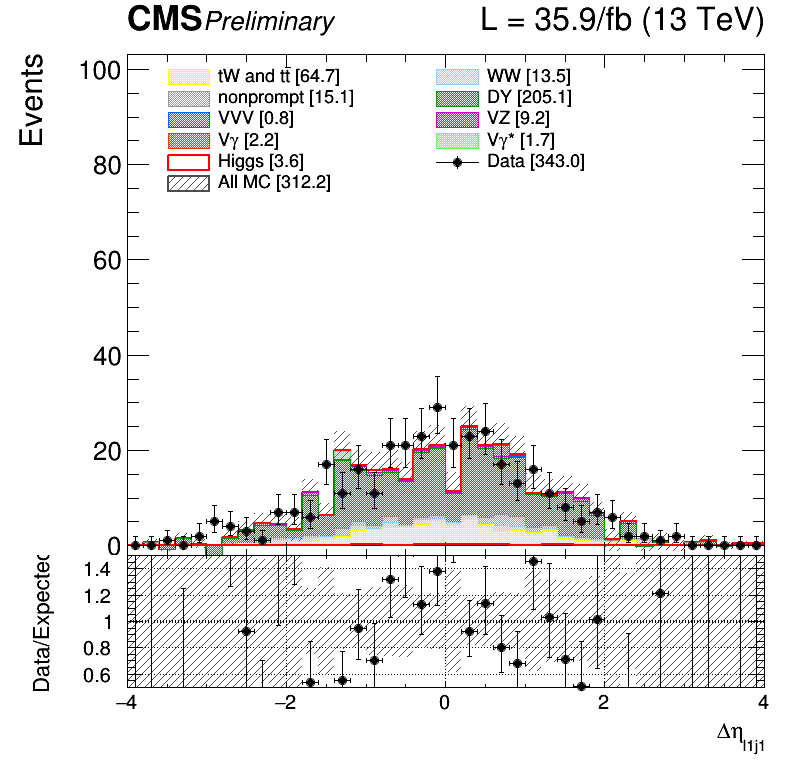 CMS Preliminary L = 35.9/fb (13 TeV)
Events
100
80
60
40
20
0
tW and tt̄ [64.7]
nonprompt [15.1]
VVV [0.8]
Vγ [2.2]
Higgs [3.6]
All MC [312.2]
WW [13.5]
DY [205.1]
VZ [9.2]
Vγ* [1.7]
Data [343.0]
Data/Expected
1.4
1.2
1
0.8
0.6
−4 −2 0 2 4
Δη_l1j1